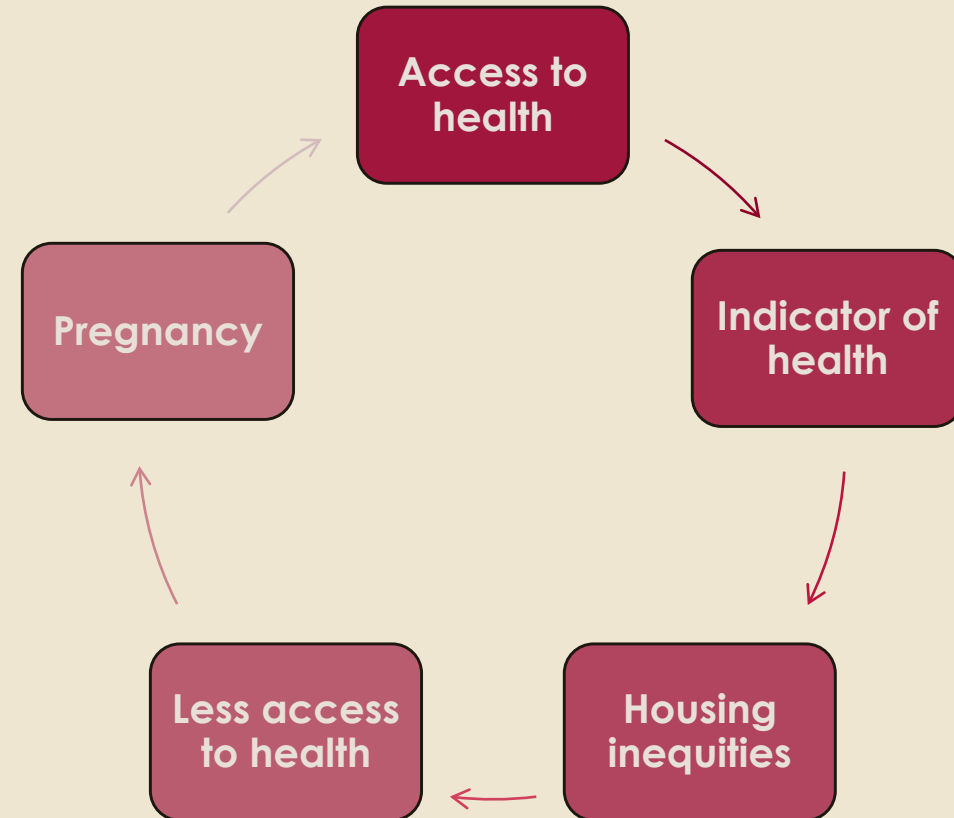 Access to
health
Indicator of
health
Housing
inequities
Less access
to health
Pregnancy